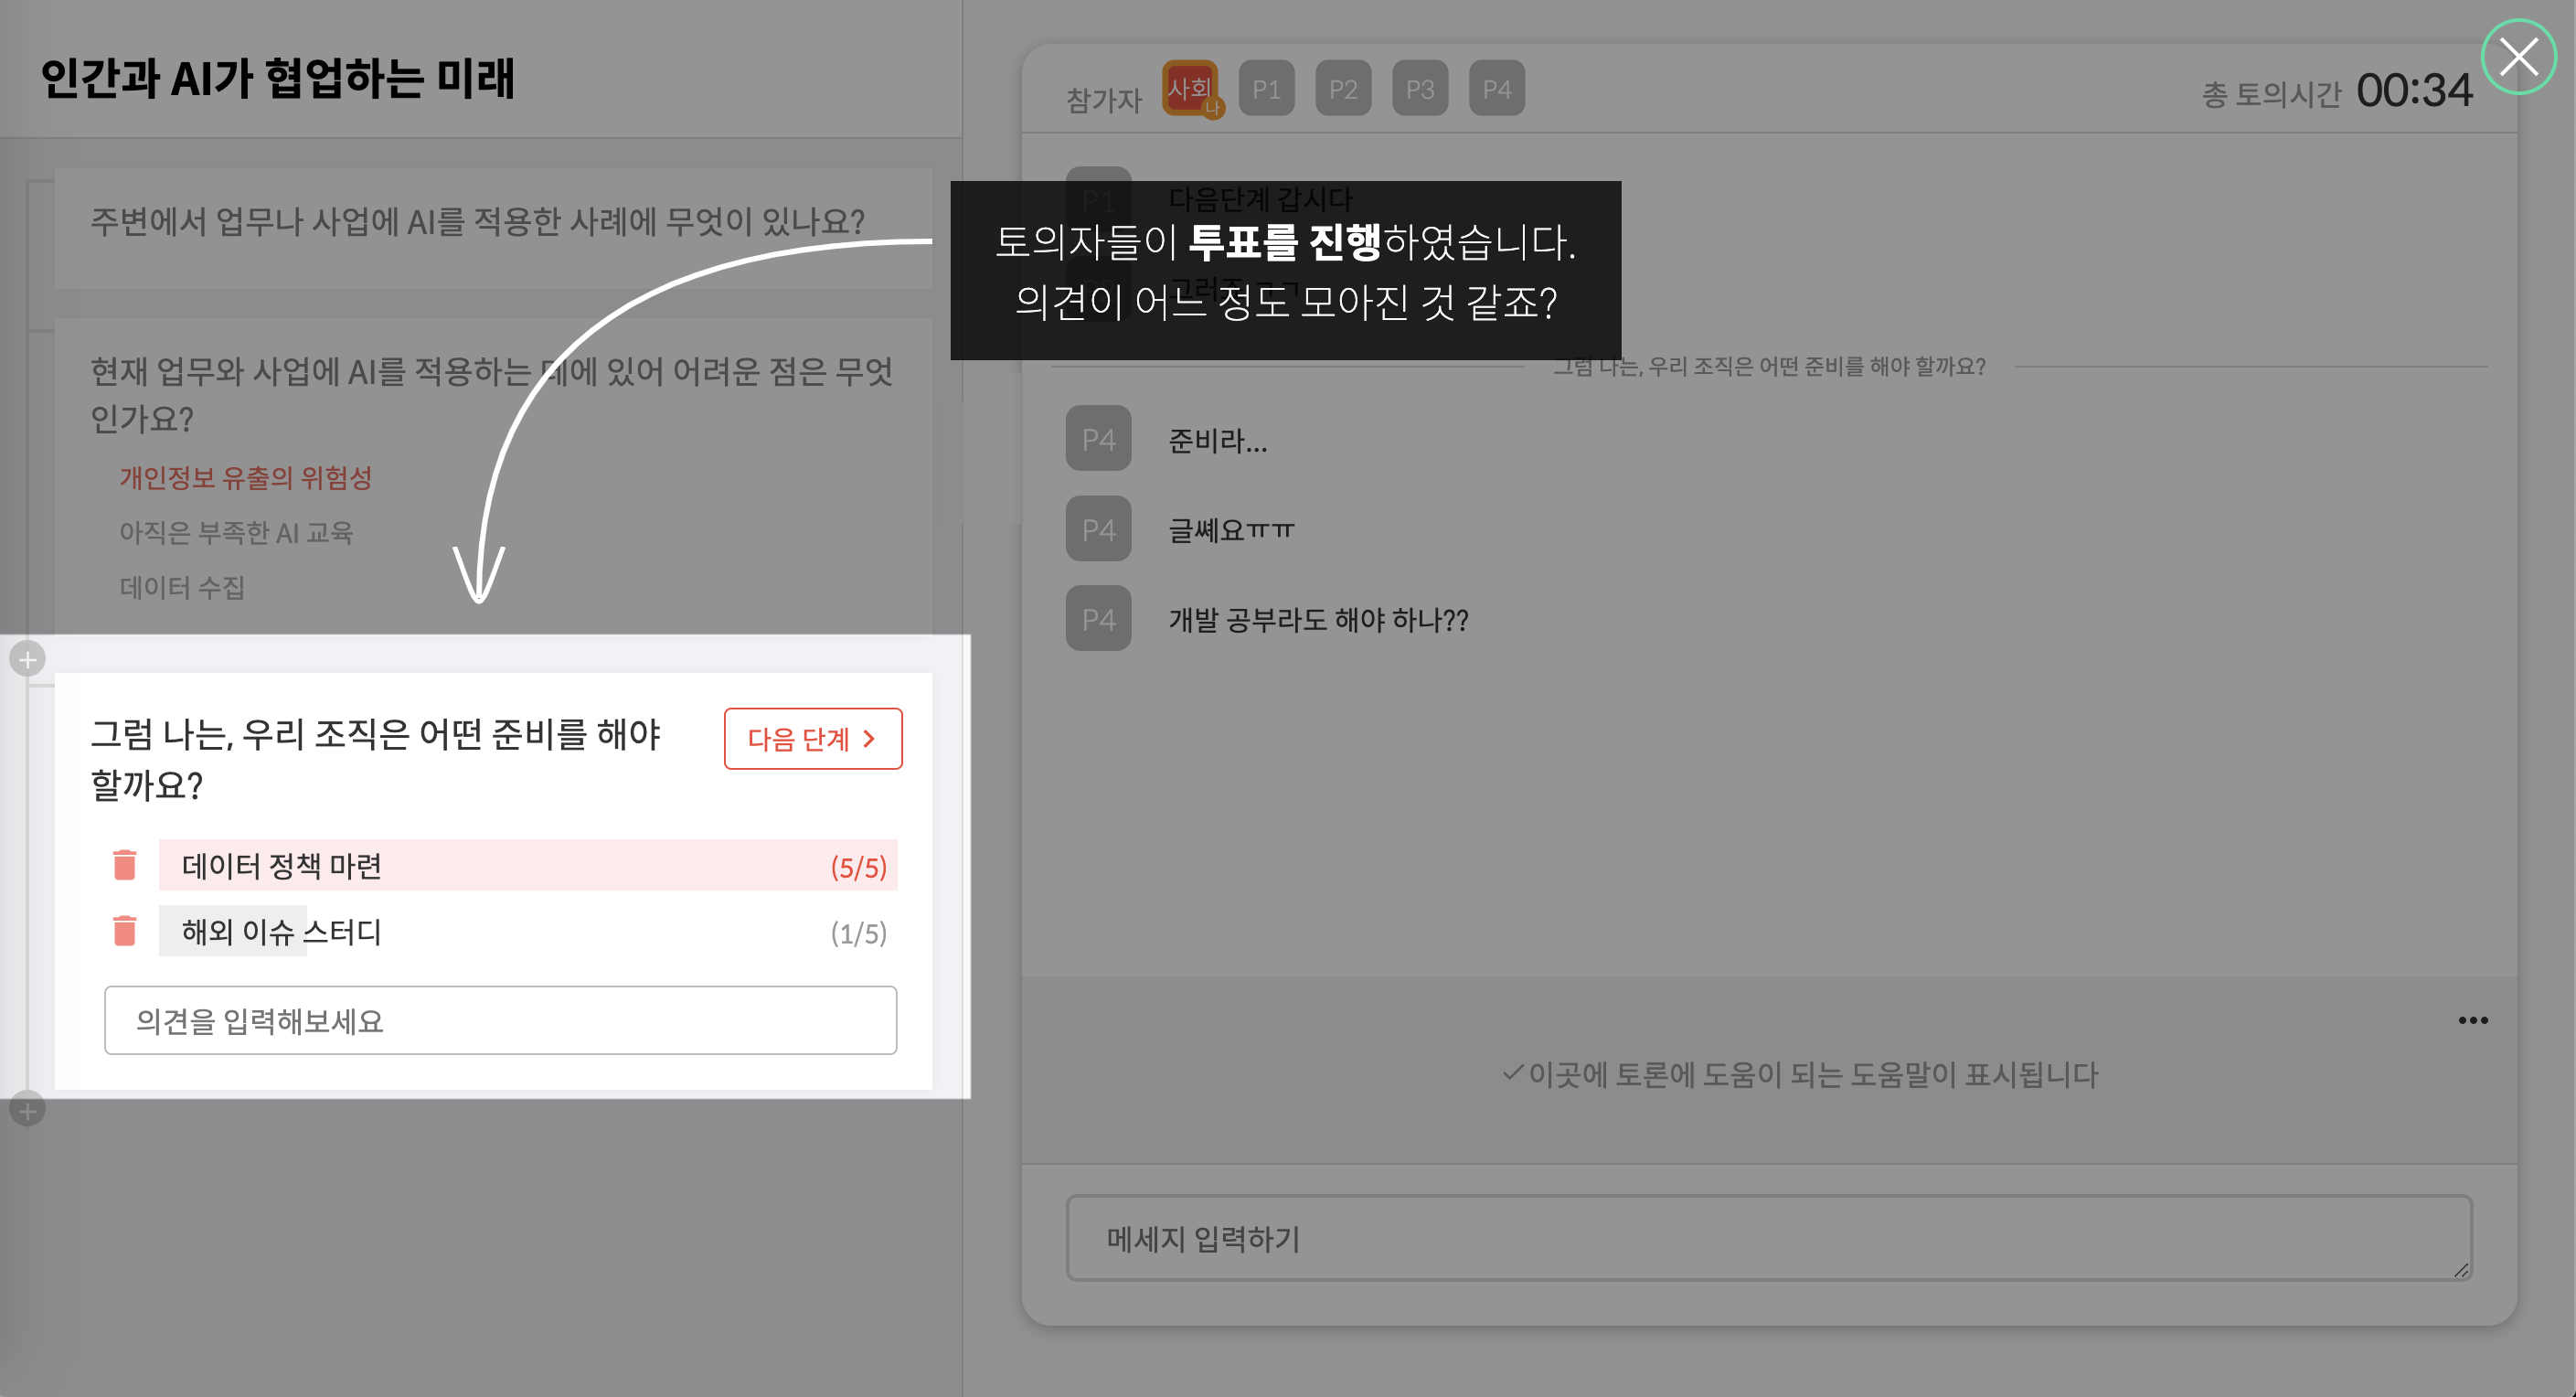 인간과 AI가 협업하는 미래
주변에서 업무나 사업에 AI를 적용한 사례에 무엇이 있나요?
현재 업무와 사업에 AI를 적용하는 데에 있어 어려운 점은 무엇
인가요?
개인정보 유출의 위험성
아직은 부족한 AI 교육
데이터 수집
그럼 나는, 우리 조직은 어떤 준비를 해야
할까요?
다음 단계
데이터 정책 마련
(5/5)
해외 이슈 스터디
(1/5)
의견을 입력해보세요
참가자
사회
나
P1
P2
P3
P4
총 토의시간 00:34
P1
다음단계 갑시다
토의자들이 투표를 진행하였습니다.
의견이 어느 정도 모아진 것 같죠?
그럼 나는, 우리 조직은 어떤 준비를 해야 할까요?
P4
준비라...
P4
글쎼요ㅠㅠ
P4
개발 공부라도 해야 하나??
이곳에 토론에 도움이 되는 도움말이 표시됩니다
메세지 입력하기